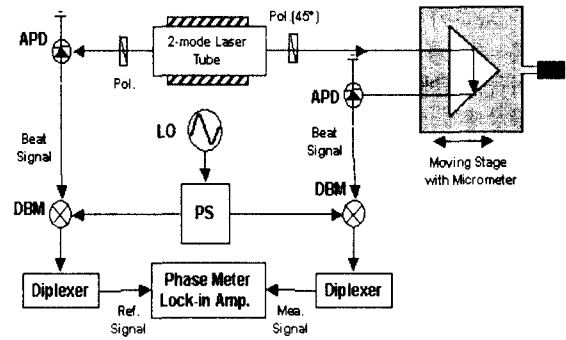 Pol.(45°)
APD
2-mode Laser
Tube
Pol.
APD
LO
Beat
Signal
Beat
Signal
Moving Stage
with Micrometer
DBM
PS
DBM
Diplexer
Phase Meter
Lock-in Amp.
Diplexer
Ref.
Signal
Mea.
Signal